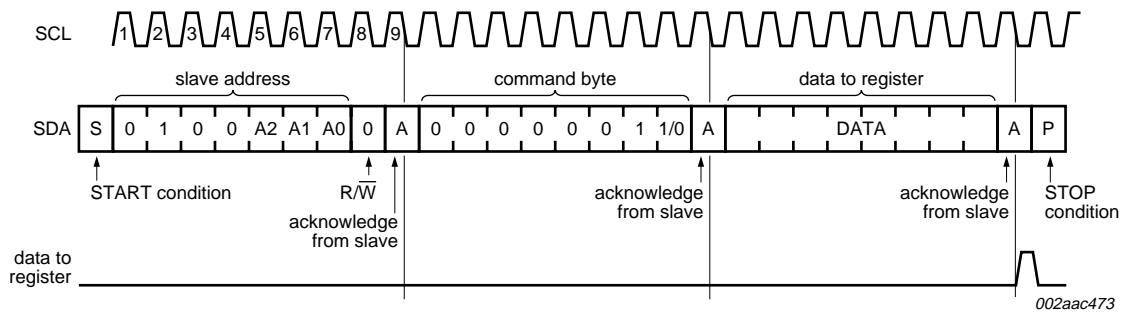 SCL 1 2 3 4 5 6 7 8 9
slave address command byte data to register
SDA S 0 1 0 0 A2 A1 A0 0 A 0 0 0 0 0 0 1 1/0 A DATA A P
START condition
R/W̅
acknowledge
from slave
acknowledge
from slave
acknowledge
from slave
STOP
condition
data to
register
002aac473